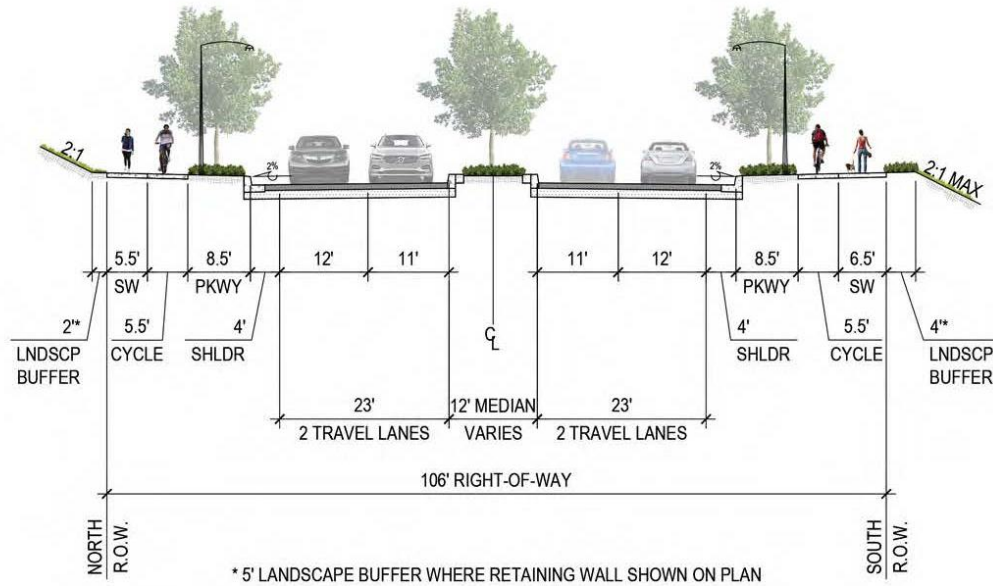 2:1
2%
2%
2:1 MAX
5.5'
8.5'
12'
11'
11'
12'
8.5'
6.5'
SW
PKWY
PKWY
SW
2'*
5.5'
4'
4'
5.5'
4'*
LNDSCP
BUFFER
CYCLE
SHLDR
CL
SHLDR
CYCLE
LNDSCP
BUFFER
23'
12' MEDIAN
23'
2 TRAVEL LANES
VARIES
2 TRAVEL LANES
106' RIGHT-OF-WAY
NORTH
R.O.W.
SOUTH
R.O.W.
* 5' LANDSCAPE BUFFER WHERE RETAINING WALL SHOWN ON PLAN